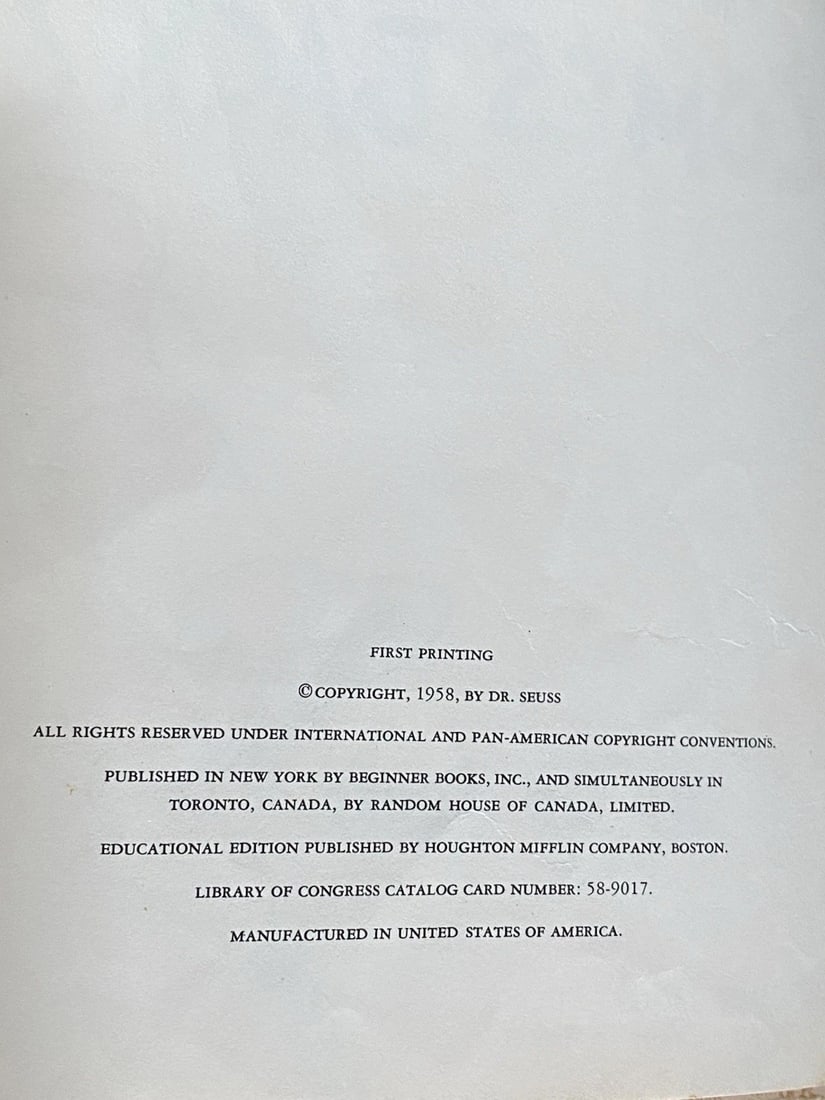 FIRST PRINTING
©COPYRIGHT, 1958, BY DR. SEUSS
ALL RIGHTS RESERVED UNDER INTERNATIONAL AND PAN-AMERICAN COPYRIGHT CONVENTIONS.
PUBLISHED IN NEW YORK BY BEGINNER BOOKS, INC., AND SIMULTANEOUSLY IN
TORONTO, CANADA, BY RANDOM HOUSE OF CANADA, LIMITED.
EDUCATIONAL EDITION PUBLISHED BY HOUGHTON MIFFLIN COMPANY, BOSTON.
LIBRARY OF CONGRESS CATALOG CARD NUMBER: 58-9017.
MANUFACTURED IN UNITED STATES OF AMERICA.